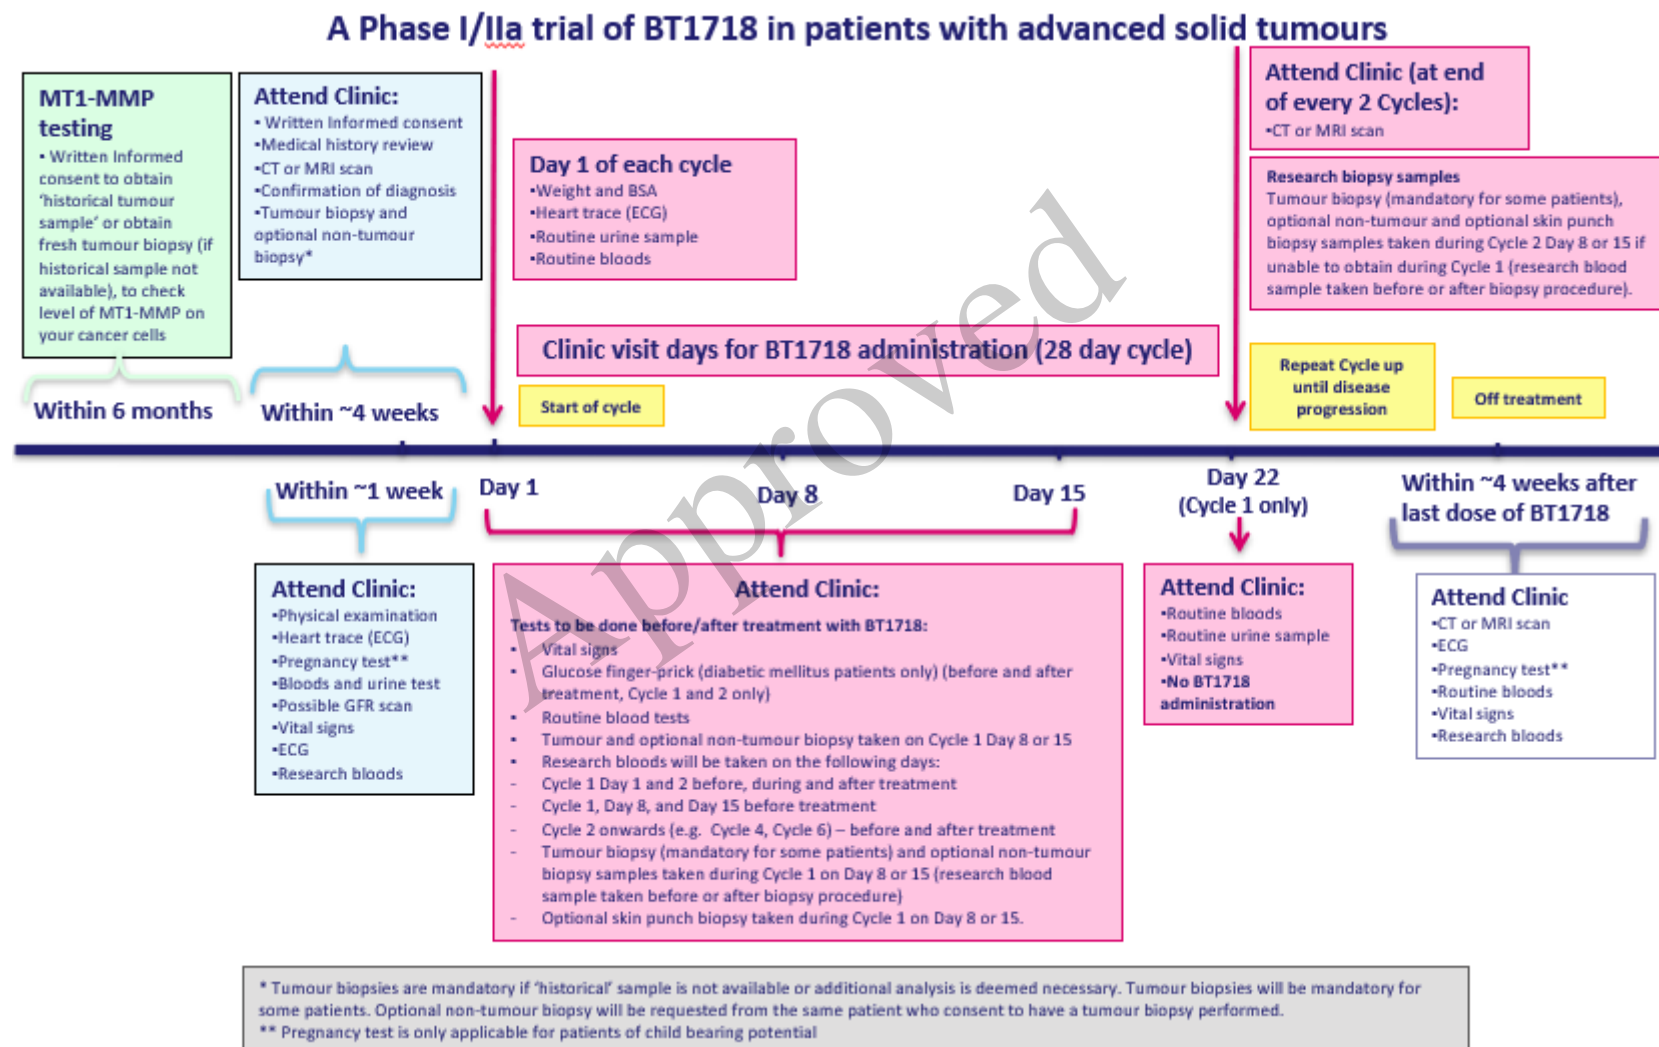 A Phase I/IIa trial of BT1718 in patients with advanced solid tumours
MT1-MMP
testing
▪ Written Informed
consent to obtain
‘historical tumour
sample’ or obtain
fresh tumour biopsy (if
historical sample not
available), to check
level of MT1-MMP on
your cancer cells
Within 6 months
Attend Clinic:
▪ Written Informed consent
▪Medical history review
▪CT or MRI scan
▪Confirmation of diagnosis
▪Tumour biopsy and
optional non-tumour
biopsy*
Within ~4 weeks
Day 1 of each cycle
▪Weight and BSA
▪Heart trace (ECG)
▪Routine urine sample
▪Routine bloods
Clinic visit days for BT1718 administration (28 day cycle)
Start of cycle
Attend Clinic (at end
of every 2 Cycles):
▪CT or MRI scan
Research biopsy samples
Tumour biopsy (mandatory for some patients),
optional non-tumour and optional skin punch
biopsy samples taken during Cycle 2 Day 8 or 15 if
unable to obtain during Cycle 1 (research blood
sample taken before or after biopsy procedure).
Repeat Cycle up
until disease
progression
Off treatment
Within ~1 week
Day 1
Day 8
Day 15
Day 22
(Cycle 1 only)
Within ~4 weeks after
last dose of BT1718
Attend Clinic:
▪Physical examination
▪Heart trace (ECG)
▪Pregnancy test**
▪Bloods and urine test
▪Possible GFR scan
▪Vital signs
▪ECG
▪Research bloods
Attend Clinic:
Tests to be done before/after treatment with BT1718:
▪ Vital signs
▪ Glucose finger-prick (diabetic mellitus patients only) (before and after
treatment, Cycle 1 and 2 only)
▪ Routine blood tests
▪ Tumour and optional non-tumour biopsy taken on Cycle 1 Day 8 or 15
▪ Research bloods will be taken on the following days:
- Cycle 1 Day 1 and 2 before, during and after treatment
- Cycle 1, Day 8, and Day 15 before treatment
- Cycle 2 onwards (e.g. Cycle 4, Cycle 6) – before and after treatment
- Tumour biopsy (mandatory for some patients) and optional non-tumour
biopsy samples taken during Cycle 1 on Day 8 or 15 (research blood
sample taken before or after biopsy procedure)
- Optional skin punch biopsy taken during Cycle 1 on Day 8 or 15.
Attend Clinic:
▪Routine bloods
▪Routine urine sample
▪Vital signs
▪No BT1718
administration
Attend Clinic
▪CT or MRI scan
▪ECG
▪Pregnancy test**
▪Routine bloods
▪Vital signs
▪Research bloods
Approved
* Tumour biopsies are mandatory if ‘historical’ sample is not available or additional analysis is deemed necessary. Tumour biopsies will be mandatory for
some patients. Optional non-tumour biopsy will be requested from the same patient who consent to have a tumour biopsy performed.
** Pregnancy test is only applicable for patients of child bearing potential